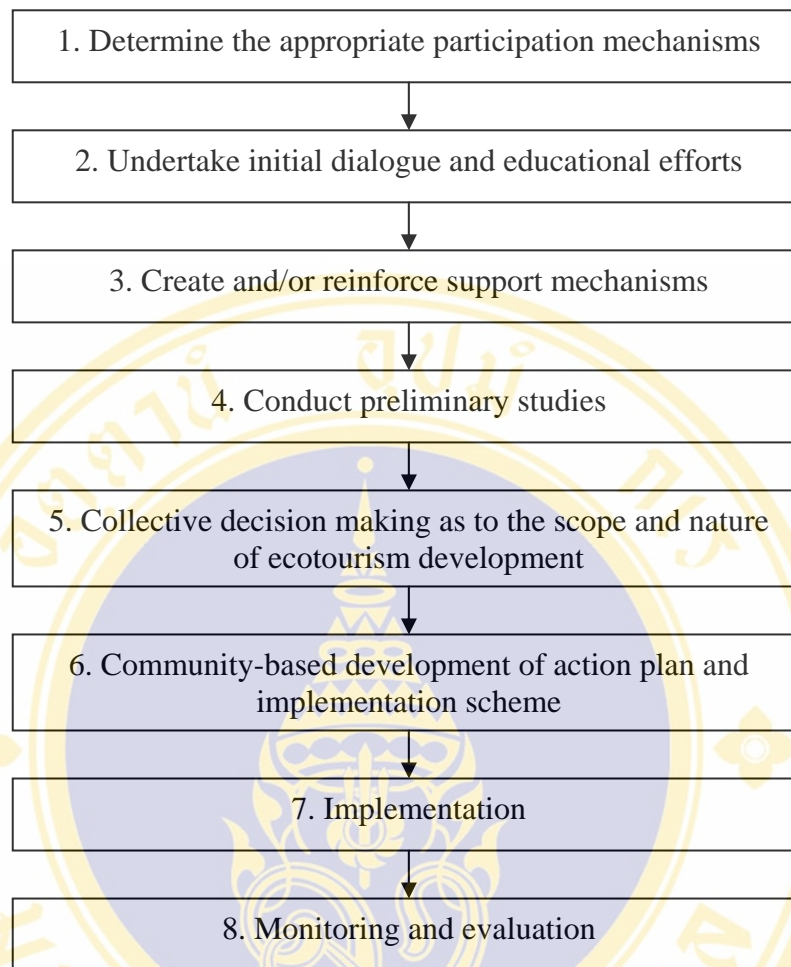 1. Determine the appropriate participation mechanisms
2. Undertake initial dialogue and educational efforts
3. Create and/or reinforce support mechanisms
4. Conduct preliminary studies
5. Collective decision making as to the scope and nature
of ecotourism development
6. Community-based development of action plan and
implementation scheme
7. Implementation
8. Monitoring and evaluation